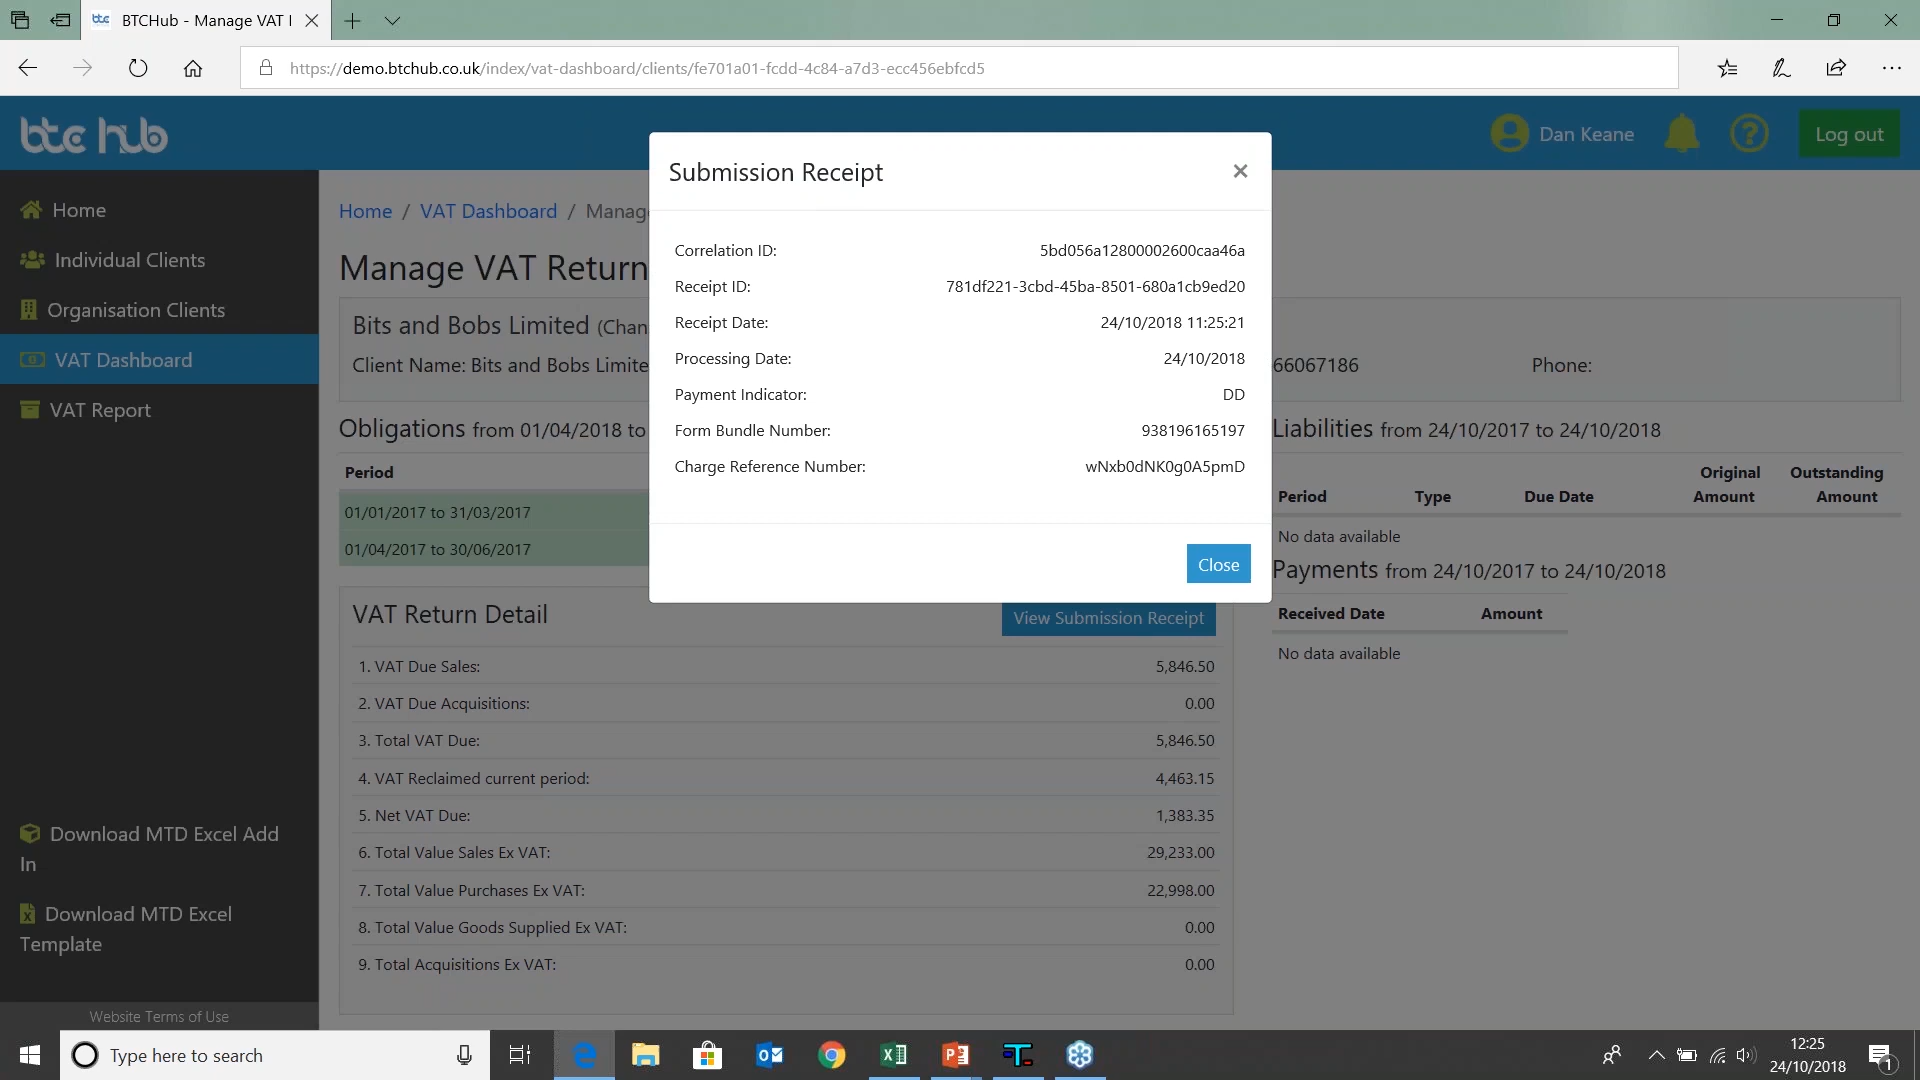 btc BTCHub - Manage VAT
https://demo.btchub.co.uk/index/vat-dashboard/clients/fe701a01-fcdd-4c84-a7d3-ecc456ebfcd5
btc hub
Dan Keane
?
Log out
Home
Individual Clients
Organisation Clients
VAT Dashboard
VAT Report
Download MTD Excel Add
In
Download MTD Excel
Template
Website Terms of Use
Home / VAT Dashboard / Manag
Manage VAT Return
Bits and Bobs Limited (Chan
Client Name: Bits and Bobs Limite
66067186
Phone:
Obligations from 01/04/2018 to
Period
01/01/2017 to 31/03/2017
01/04/2017 to 30/06/2017
Submission Receipt
×
Correlation ID: 5bd056a12800002600caa46a
Receipt ID: 781df221-3cbd-45ba-8501-680a1cb9ed20
Receipt Date: 24/10/2018 11:25:21
Processing Date: 24/10/2018
Payment Indicator: DD
Form Bundle Number: 938196165197
Charge Reference Number: wNxb0dNK0g0A5pmD
Close
Liabilities from 24/10/2017 to 24/10/2018
Original Outstanding
Period Type Due Date Amount Amount
No data available
Payments from 24/10/2017 to 24/10/2018
Received Date Amount
No data available
VAT Return Detail
View Submission Receipt
1. VAT Due Sales: 5,846.50
2. VAT Due Acquisitions: 0.00
3. Total VAT Due: 5,846.50
4. VAT Reclaimed current period: 4,463.15
5. Net VAT Due: 1,383.35
6. Total Value Sales Ex VAT: 29,233.00
7. Total Value Purchases Ex VAT: 22,998.00
8. Total Value Goods Supplied Ex VAT: 0.00
9. Total Acquisitions Ex VAT: 0.00
Type here to search
12:25
24/10/2018
1